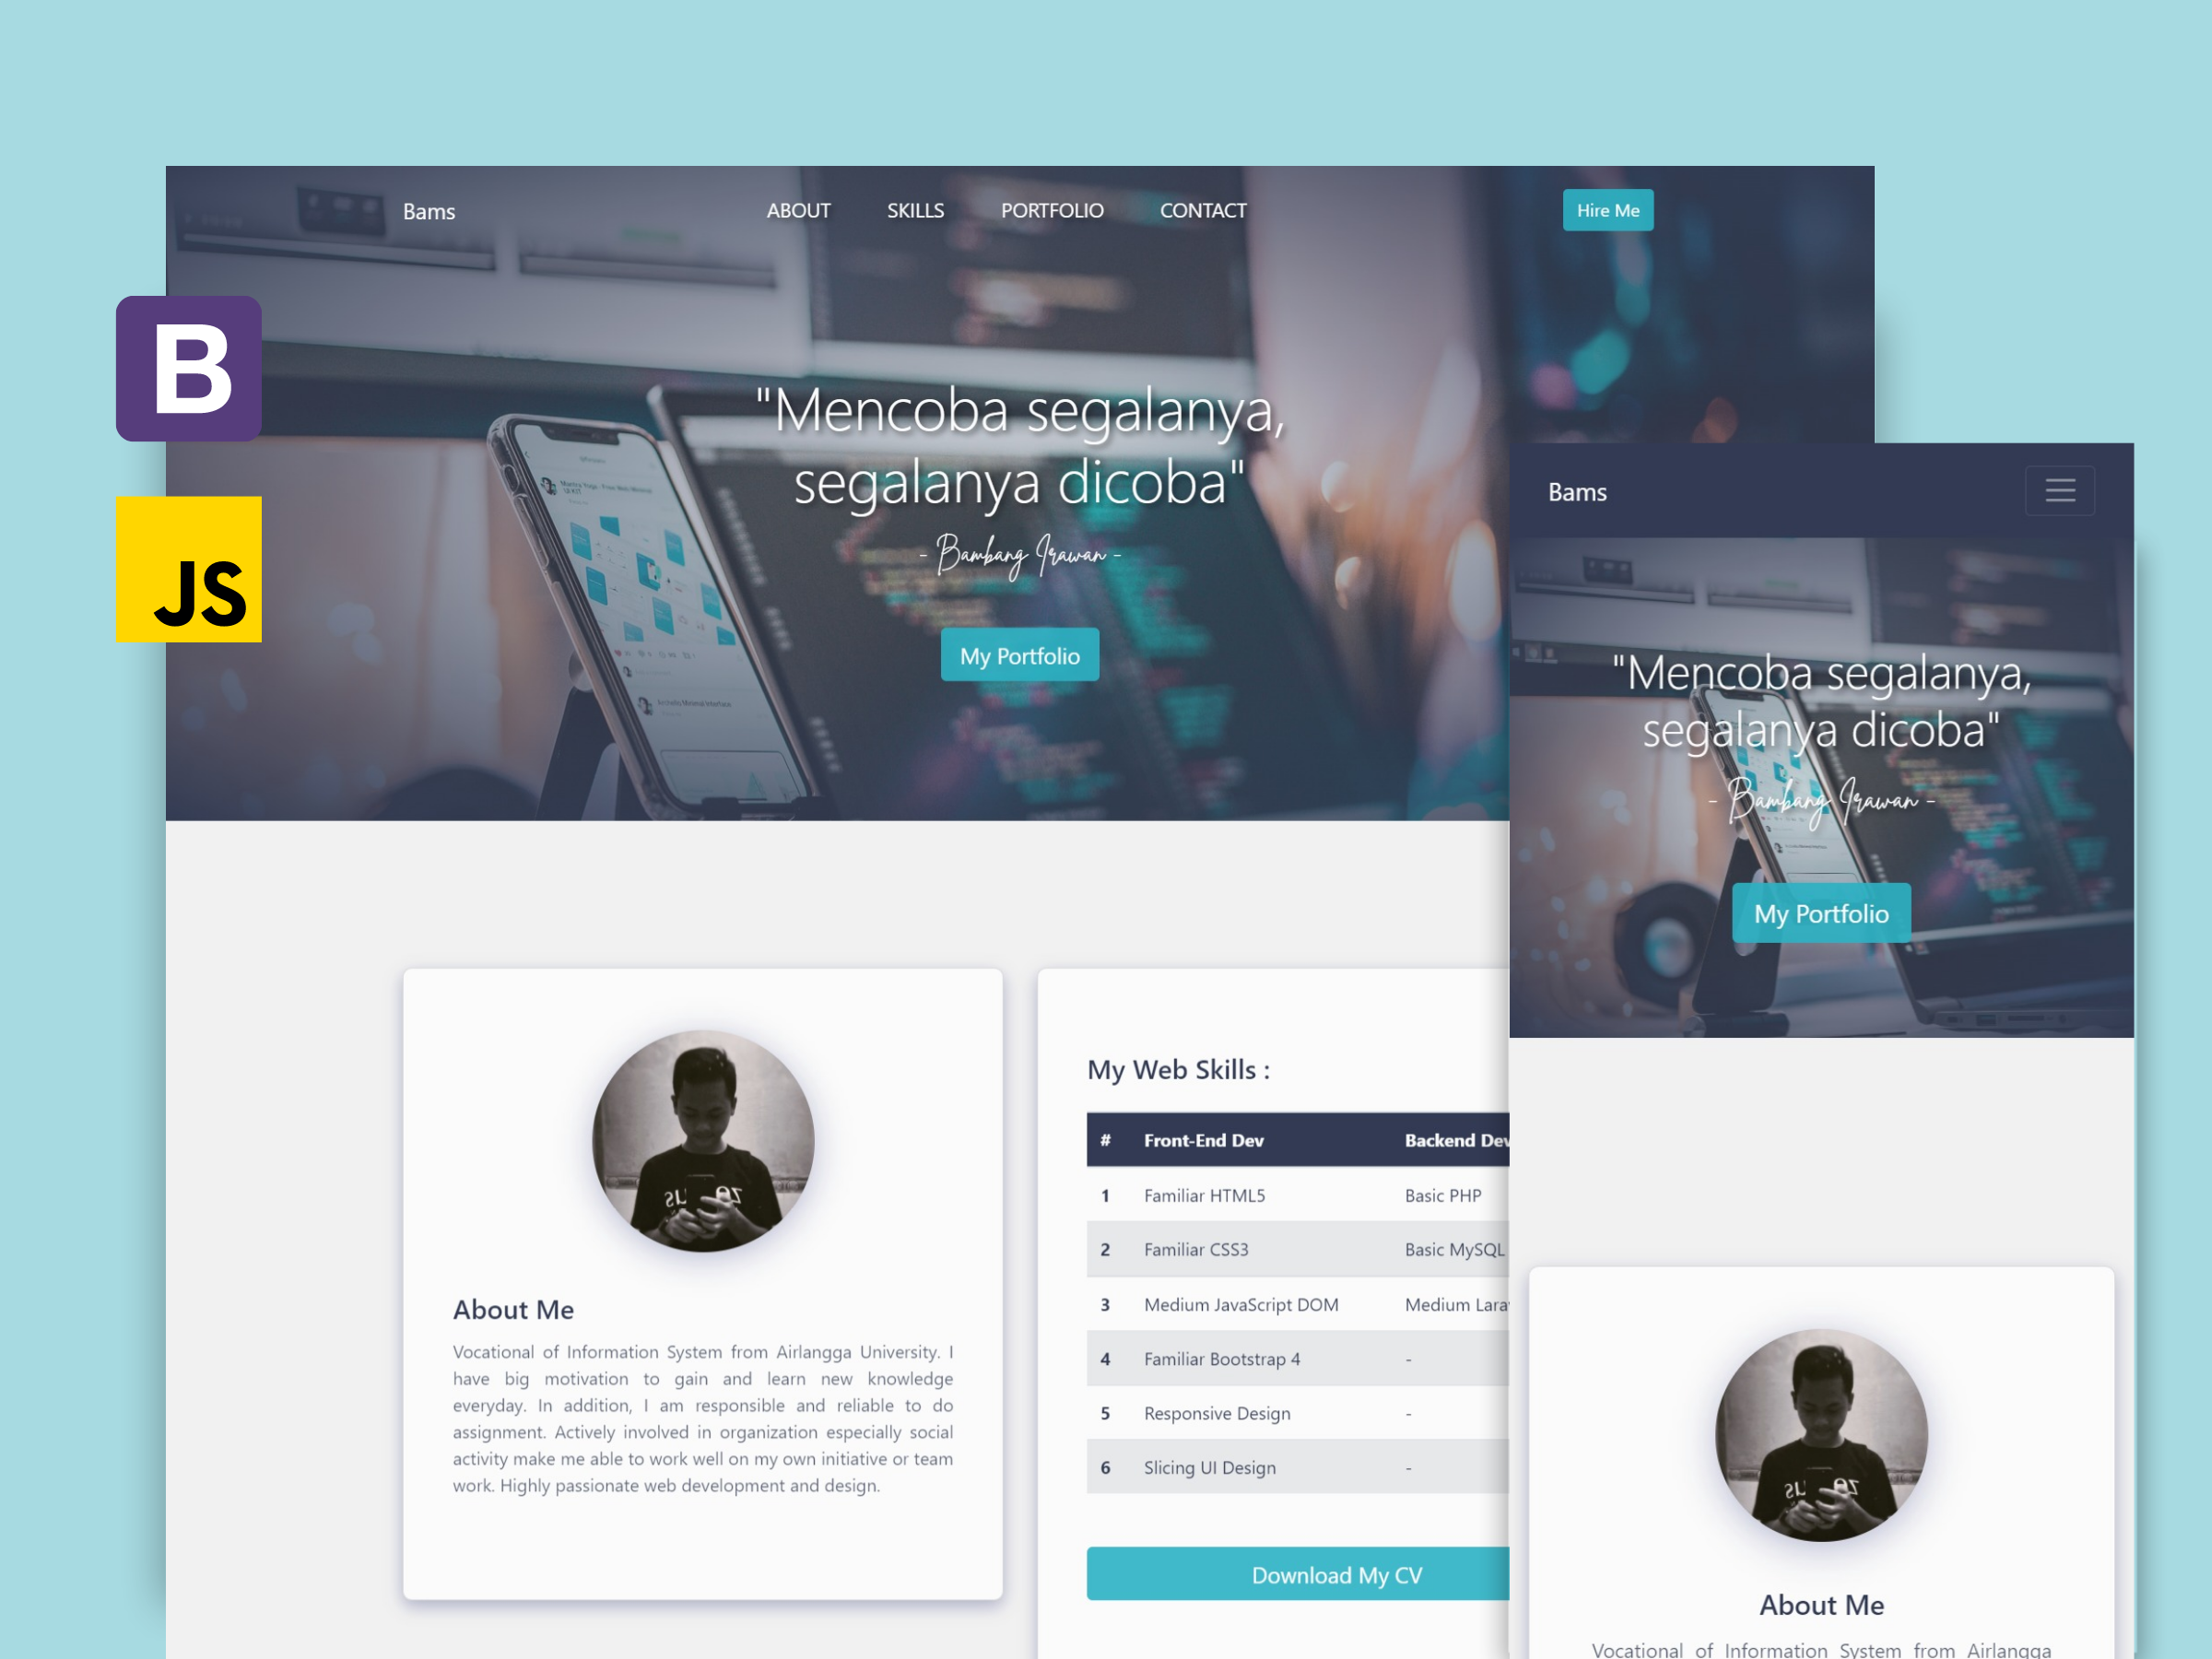 Bams
ABOUT
SKILLS
PORTFOLIO
CONTACT
Hire Me
B
JS
"Mencoba segalanya,
segalanya dicoba"
- Bambang Irawan -
My Portfolio
About Me
Vocational of Information System from Airlangga University. I
have big motivation to gain and learn new knowledge
everyday. In addition, I am responsible and reliable to do
assignment. Actively involved in organization especially social
activity make me able to work well on my own initiative or team
work. Highly passionate web development and design.
My Web Skills :
# Front-End Dev Backend Dev
1 Familiar HTML5 Basic PHP
2 Familiar CSS3 Basic MySQL
3 Medium JavaScript DOM Medium Lara
4 Familiar Bootstrap 4 -
5 Responsive Design -
6 Slicing UI Design -
Download My CV
Bams
"Mencoba segalanya,
segalanya dicoba"
- Bambang Irawan -
My Portfolio
About Me
Vocational of Information System from Airlangga